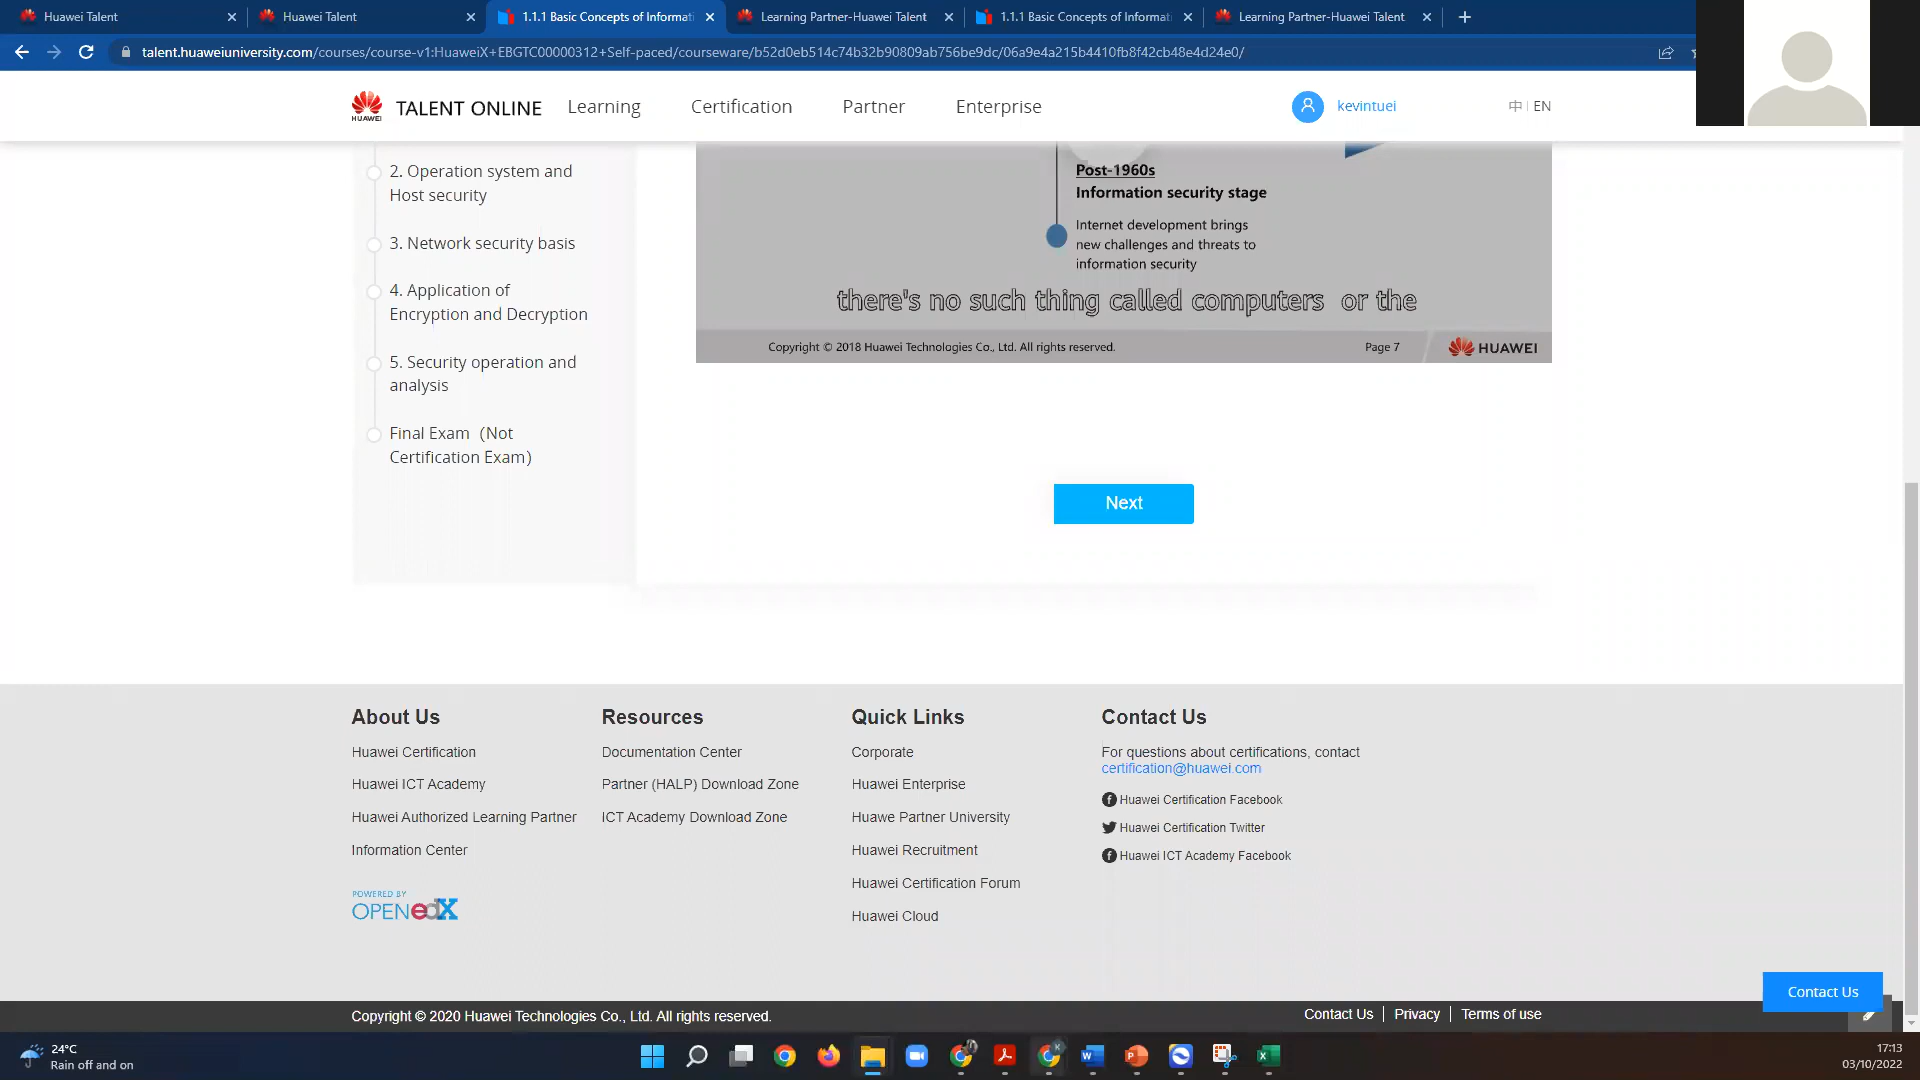 Huawei Talent
Huawei Talent
1.1.1 Basic Concepts of Informati
Learning Partner-Huawei Talent
1.1.1 Basic Concepts of Informati
Learning Partner-Huawei Talent
talent.huaweiuniversity.com/courses/course-v1:HuaweiX+EBGTC00000312+Self-paced/courseware/b52d0eb514c74b32b90809ab756be9dc/06a9e4a215b4410fb8f42cb48e4d24e0/
HUAWEI
TALENT ONLINE
Learning
Certification
Partner
Enterprise
kevintuei
中 | EN
2. Operation system and
Host security
3. Network security basis
4. Application of
Encryption and Decryption
5. Security operation and
analysis
Final Exam（Not
Certification Exam）
Post-1960s
Information security stage
Internet development brings
new challenges and threats to
information security
there's no such thing called computers or the
Copyright © 2018 Huawei Technologies Co., Ltd. All rights reserved.
Page 7
HUAWEI
Next
About Us
Huawei Certification
Huawei ICT Academy
Huawei Authorized Learning Partner
Information Center
POWERED BY
OPEN edX
Resources
Documentation Center
Partner (HALP) Download Zone
ICT Academy Download Zone
Quick Links
Corporate
Huawei Enterprise
Huawe Partner University
Huawei Recruitment
Huawei Certification Forum
Huawei Cloud
Contact Us
For questions about certifications, contact
certification@huawei.com
Huawei Certification Facebook
Huawei Certification Twitter
Huawei ICT Academy Facebook
Contact Us
Copyright © 2020 Huawei Technologies Co., Ltd. All rights reserved.
Contact Us | Privacy | Terms of use
24°C
Rain off and on
17:13
03/10/2022